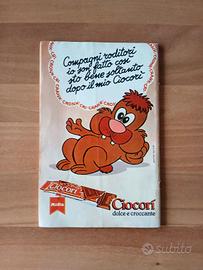 Compagni roditori
io son fatto così
sto bene soltanto
dopo il mio Ciocorì
Ciocorì
Motta
Ciocorì
dolce e croccante
subito